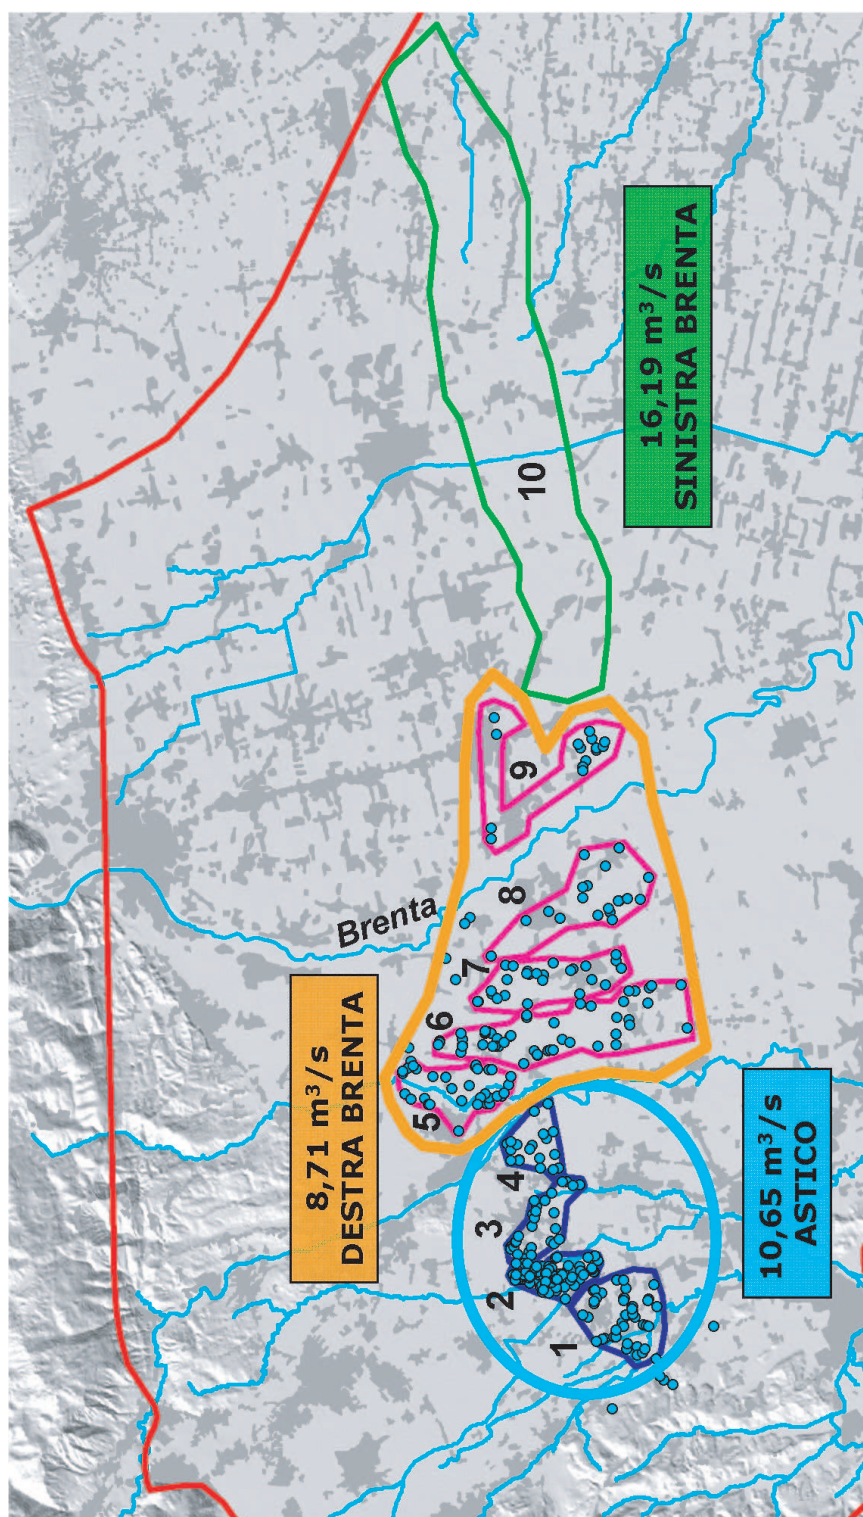 16,19 m³/s
SINISTRA BRENTA
10
9
8
Brenta
7
6
5
8,71 m³/s
DESTRA BRENTA
4
3
2
1
10,65 m³/s
ASTICO